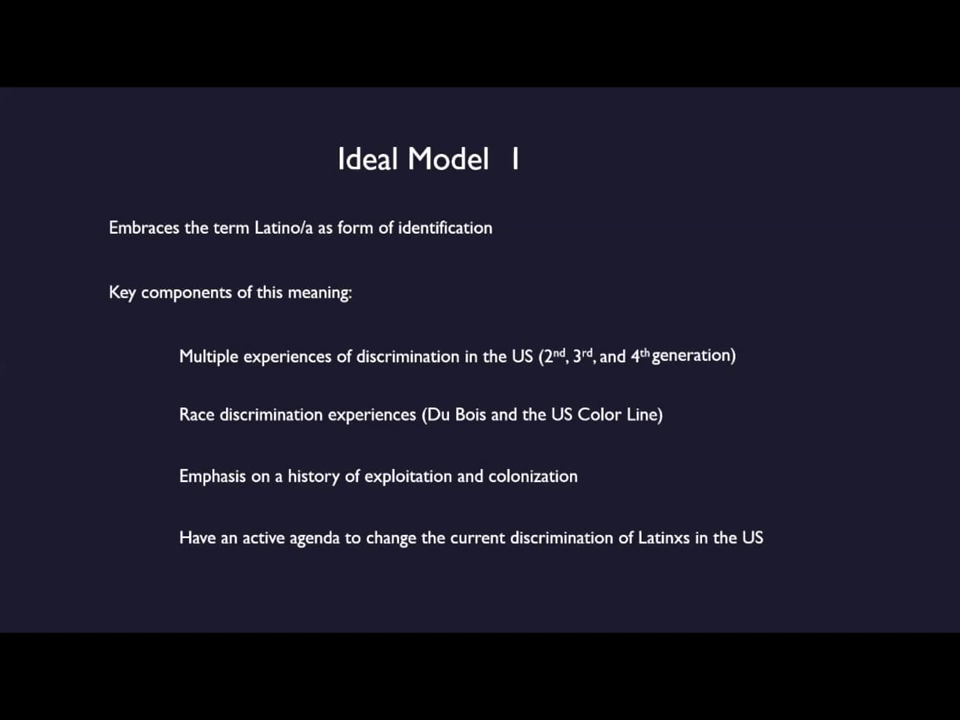 Ideal Model 1
Embraces the term Latino/a as form of identification
Key components of this meaning:
Multiple experiences of discrimination in the US (2nd, 3rd, and 4th generation)
Race discrimination experiences (Du Bois and the US Color Line)
Emphasis on a history of exploitation and colonization
Have an active agenda to change the current discrimination of Latinxs in the US